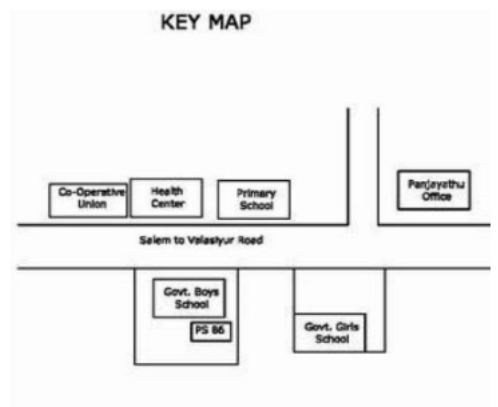 KEY MAP
Co-Operative
Union
Health
Center
Primary
School
Panjayathu
Office
Salem to Valasiyur Road
Govt. Boys
School
PS 86
Govt. Girls
School